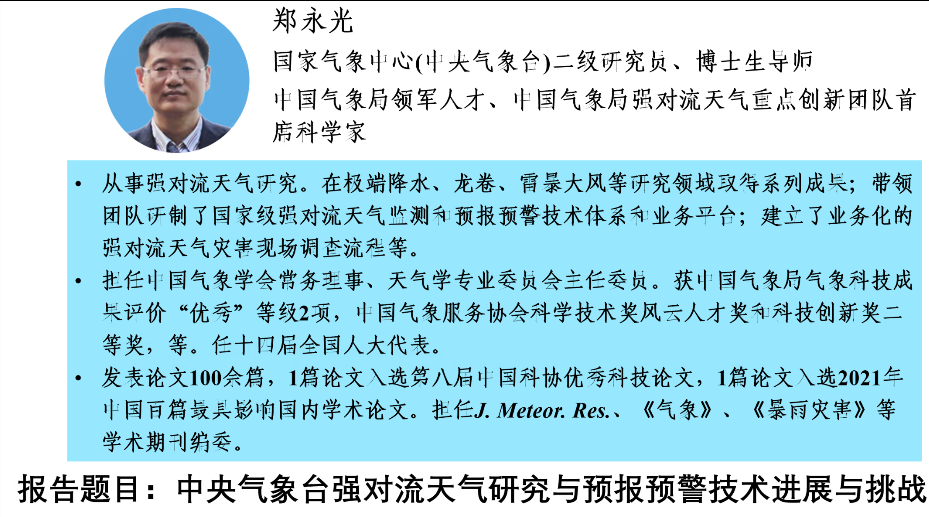 郑永光
国家气象中心(中央气象台)二级研究员、博士生导师
中国气象局领军人才、中国气象局强对流天气重点创新团队首
席科学家
• 从事强对流天气研究。在极端降水、龙卷、雷暴大风等研究领域取得系列成果；带领
团队研制了国家级强对流天气监测和预报预警技术体系和业务平台；建立了业务化的
强对流天气灾害现场调查流程等。
• 担任中国气象学会常务理事、天气学专业委员会主任委员。获中国气象局气象科技成
果评价“优秀”等级2项，中国气象服务协会科学技术奖风云人才奖和科技创新奖二
等奖，等。任十四届全国人大代表。
• 发表论文100余篇，1篇论文入选第八届中国科协优秀科技论文，1篇论文入选2021年
中国百篇最具影响国内学术论文。担任J. Meteor. Res.、《气象》、《暴雨灾害》等
学术期刊编委。
报告题目：中央气象台强对流天气研究与预报预警技术进展与挑战